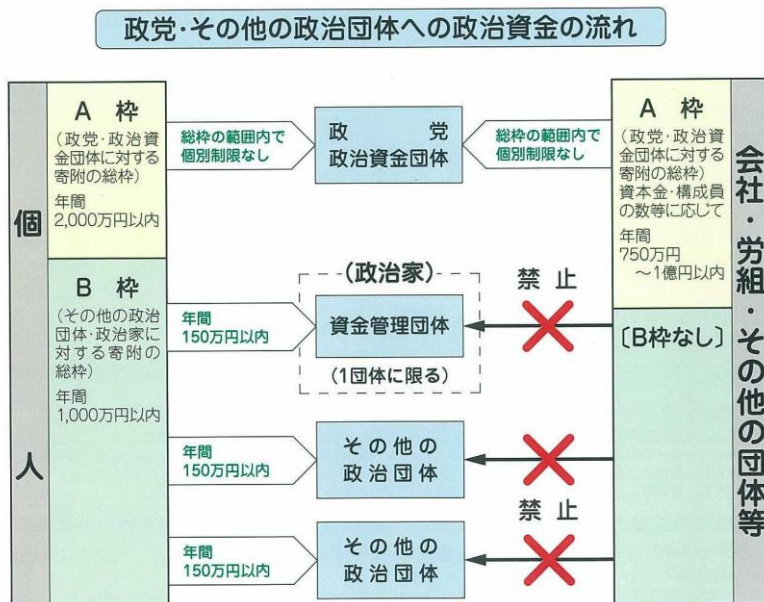 政党・その他の政治団体への政治資金の流れ
個人
A 枠
(政党・政治資
金団体に対する
寄附の総枠)
年間
2,000万円以内
総枠の範囲内で
個別制限なし
政　　　党
政治資金団体
総枠の範囲内で
個別制限なし
A 枠
(政党・政治資
金団体に対する
寄附の総枠)
資本金・構成員
の数等に応じて
年間
750万円
～1億円以内
会社・労組・その他の団体等
B 枠
(その他の政治
団体・政治家に
対する寄附の
総枠)
年間
1,000万円以内
年間
150万円以内
(政治家)
資金管理団体
(1団体に限る)
禁止
〔B枠なし〕
年間
150万円以内
その他の
政治団体
禁止
年間
150万円以内
その他の
政治団体